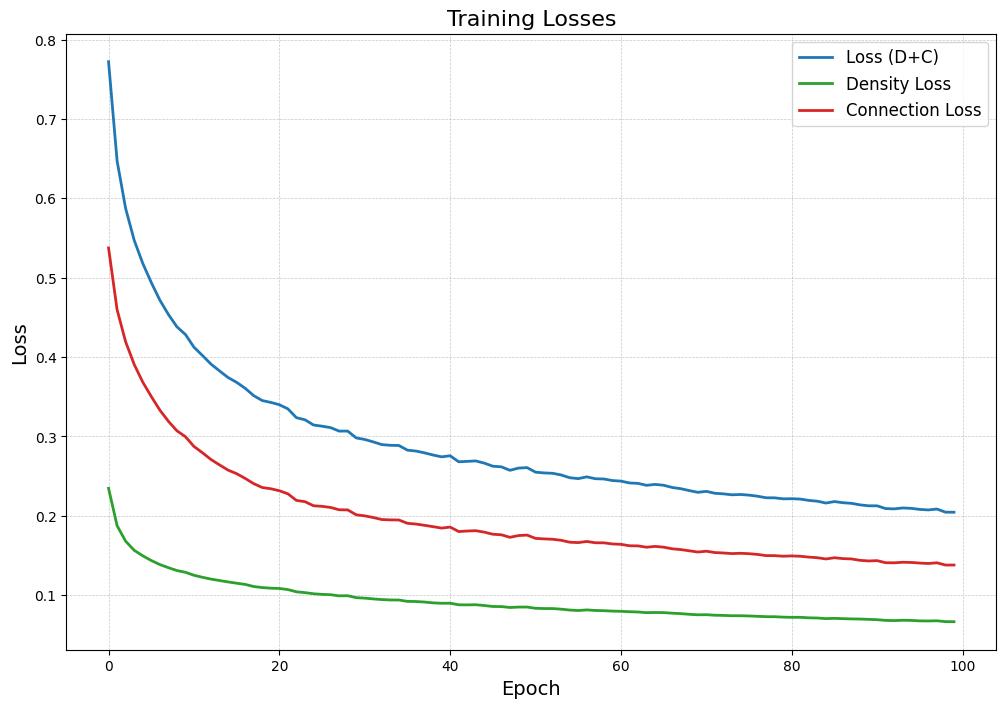 Training Losses
Loss (D+C)
Density Loss
Connection Loss
Loss
0.8
0.7
0.6
0.5
0.4
0.3
0.2
0.1
0 20 40 60 80 100
Epoch